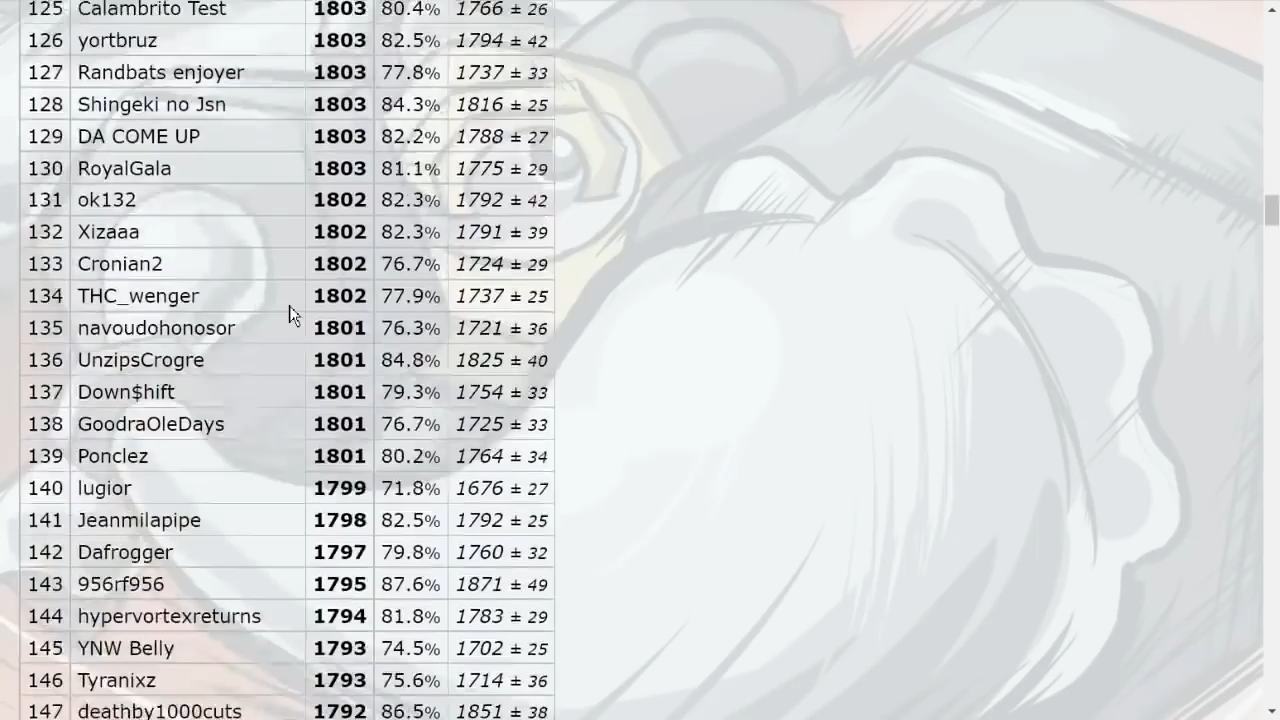 125 Calambrito Test 1803 80.4% 1766 ± 26
126 yortbruz 1803 82.5% 1794 ± 42
127 Randbats enjoyer 1803 77.8% 1737 ± 33
128 Shingeki no Jsn 1803 84.3% 1816 ± 25
129 DA COME UP 1803 82.2% 1788 ± 27
130 RoyalGala 1803 81.1% 1775 ± 29
131 ok132 1802 82.3% 1792 ± 42
132 Xizaaa 1802 82.3% 1791 ± 39
133 Cronian2 1802 76.7% 1724 ± 29
134 THC_wenger 1802 77.9% 1737 ± 25
135 navoudohonosor 1801 76.3% 1721 ± 36
136 UnzipsCrogre 1801 84.8% 1825 ± 40
137 Down$hift 1801 79.3% 1754 ± 33
138 GoodraOleDays 1801 76.7% 1725 ± 33
139 Ponclez 1801 80.2% 1764 ± 34
140 lugior 1799 71.8% 1676 ± 27
141 Jeanmilapipe 1798 82.5% 1792 ± 25
142 Dafrogger 1797 79.8% 1760 ± 32
143 956rf956 1795 87.6% 1871 ± 49
144 hypervortexreturns 1794 81.8% 1783 ± 29
145 YNW Belly 1793 74.5% 1702 ± 25
146 Tyranixz 1793 75.6% 1714 ± 36
147 deathby1000cuts 1792 86.5% 1851 ± 38